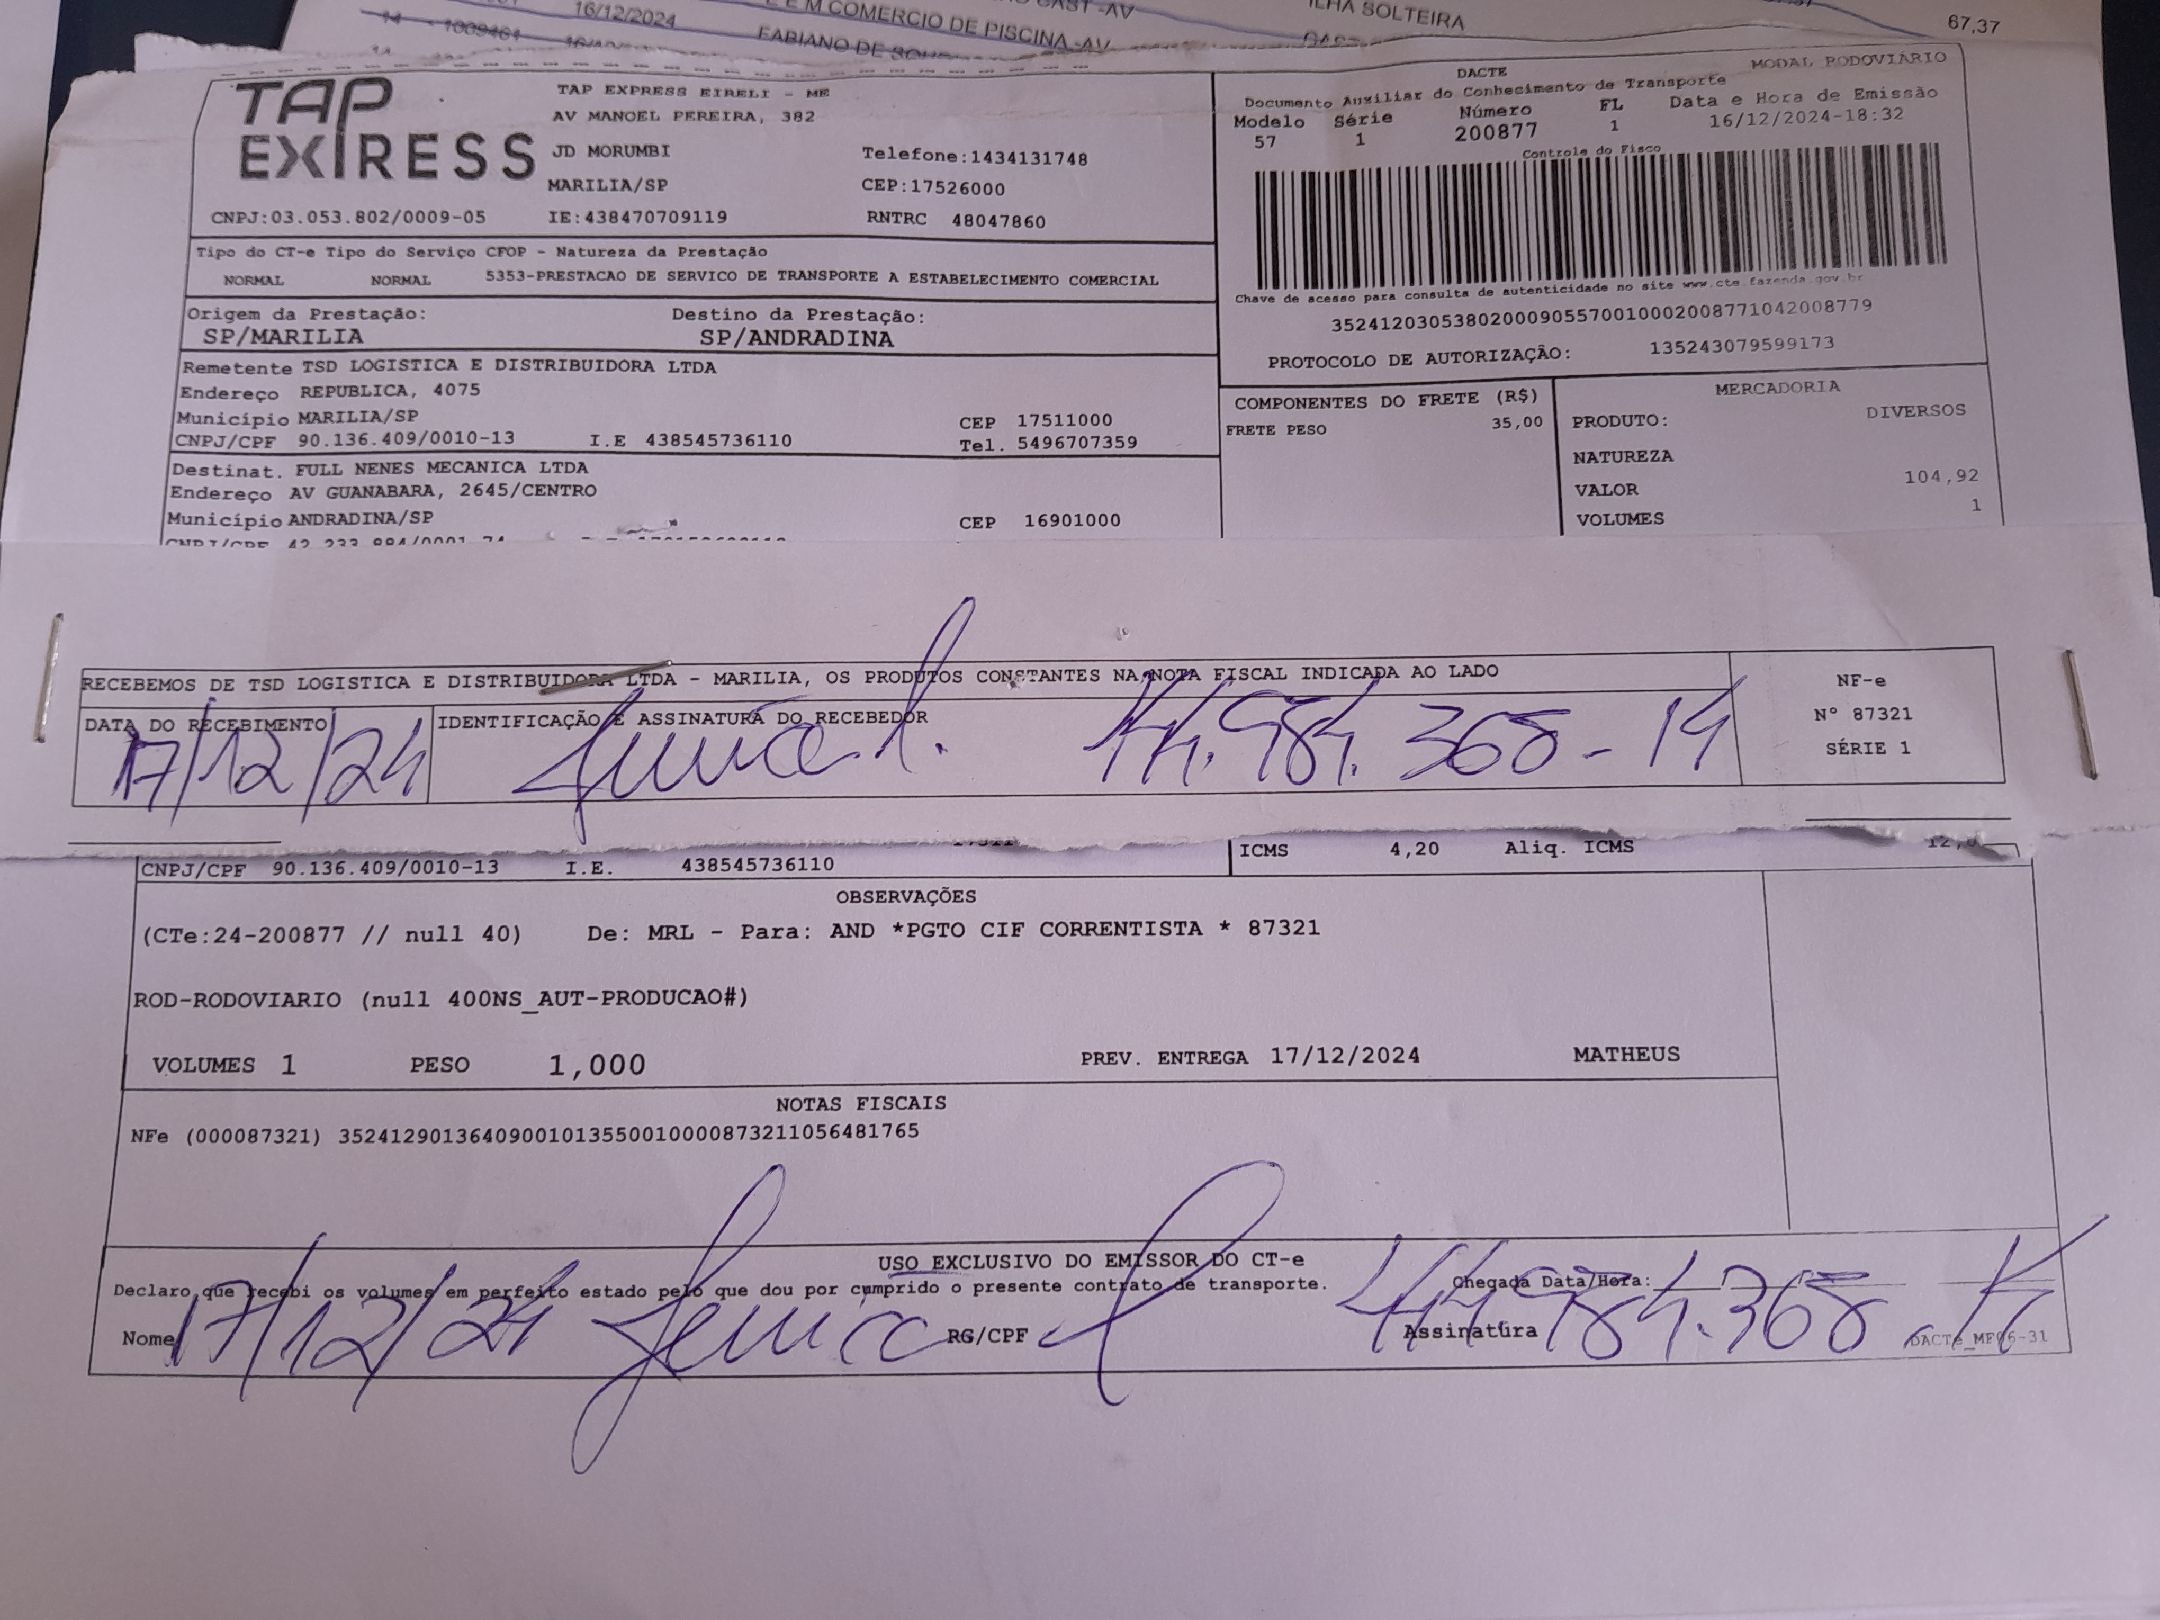 16/12/2024
E M COMERCIO DE PISCINA -AV
ILHA SOLTEIRA
67,37
14 - 1009461
FABIANO DE
TAP
EXPRESS
TAP EXPRESS EIRELI - ME
AV MANOEL PEREIRA, 382
JD MORUMBI
Telefone:1434131748
MARILIA/SP
CEP:17526000
CNPJ:03.053.802/0009-05 IE:438470709119 RNTRC 48047860
DACTE
MODAL RODOVIÁRIO
Documento Auxiliar do Conhecimento de Transporte
Modelo Série Número FL Data e Hora de Emissão
57 1 200877 1 16/12/2024-18:32
Controle do Fisco
Chave de acesso para consulta de autenticidade no site www.cte.fazenda.gov.br
35241203053802000905570010002008771042008779
PROTOCOLO DE AUTORIZAÇÃO: 135243079599173
Tipo do CT-e Tipo do Serviço CFOP - Natureza da Prestação
NORMAL NORMAL 5353-PRESTACAO DE SERVICO DE TRANSPORTE A ESTABELECIMENTO COMERCIAL
Origem da Prestação: Destino da Prestação:
SP/MARILIA SP/ANDRADINA
Remetente TSD LOGISTICA E DISTRIBUIDORA LTDA
Endereço REPUBLICA, 4075
Município MARILIA/SP CEP 17511000
CNPJ/CPF 90.136.409/0010-13 I.E 438545736110 Tel. 5496707359
Destinat. FULL NENES MECANICA LTDA
Endereço AV GUANABARA, 2645/CENTRO
Município ANDRADINA/SP CEP 16901000
CNPJ/CPF 42.233.884/0001-74
COMPONENTES DO FRETE (R$)
FRETE PESO 35,00
MERCADORIA
PRODUTO: DIVERSOS
NATUREZA
VALOR 104,92
VOLUMES 1
RECEBEMOS DE TSD LOGISTICA E DISTRIBUIDORA LTDA - MARILIA, OS PRODUTOS CONSTANTES NA NOTA FISCAL INDICADA AO LADO
DATA DO RECEBIMENTO
IDENTIFICAÇÃO E ASSINATURA DO RECEBEDOR
17/12/24 44.984.368-14
NF-e
Nº 87321
SÉRIE 1
CNPJ/CPF 90.136.409/0010-13 I.E. 438545736110
ICMS 4,20 Aliq. ICMS
OBSERVAÇÕES
(CTe:24-200877 // null 40) De: MRL - Para: AND *PGTO CIF CORRENTISTA * 87321
ROD-RODOVIARIO (null 400NS_AUT-PRODUCAO#)
VOLUMES 1 PESO 1,000 PREV. ENTREGA 17/12/2024 MATHEUS
NOTAS FISCAIS
NFe (000087321) 35241290136409001013550010000873211056481765
USO EXCLUSIVO DO EMISSOR DO CT-e
Declaro que recebi os volumes em perfeito estado pelo que dou por cumprido o presente contrato de transporte.
Chegada Data/Hora:
Nome RG/CPF Assinatura
17/12/24 44.984.368-14
DACTe_MF06-31